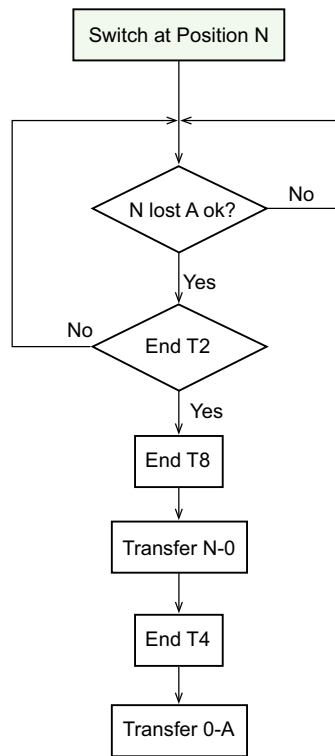 Switch at Position N
N lost A ok?
No
Yes
No
End T2
Yes
End T8
Transfer N-0
End T4
Transfer 0-A